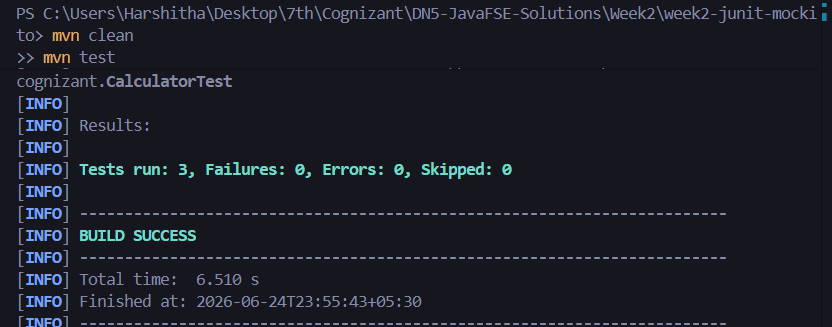 PS C:\Users\Harshitha\Desktop\7th\Cognizant\DN5-JavaFSE-Solutions\Week2\week2-junit-mocki
to> mvn clean
>> mvn test
cognizant.CalculatorTest
[INFO]
[INFO] Results:
[INFO]
[INFO] Tests run: 3, Failures: 0, Errors: 0, Skipped: 0
[INFO]
[INFO] ------------------------------------------------------------------------
[INFO] BUILD SUCCESS
[INFO] ------------------------------------------------------------------------
[INFO] Total time:  6.510 s
[INFO] Finished at: 2026-06-24T23:55:43+05:30
[INFO] ------------------------------------------------------------------------